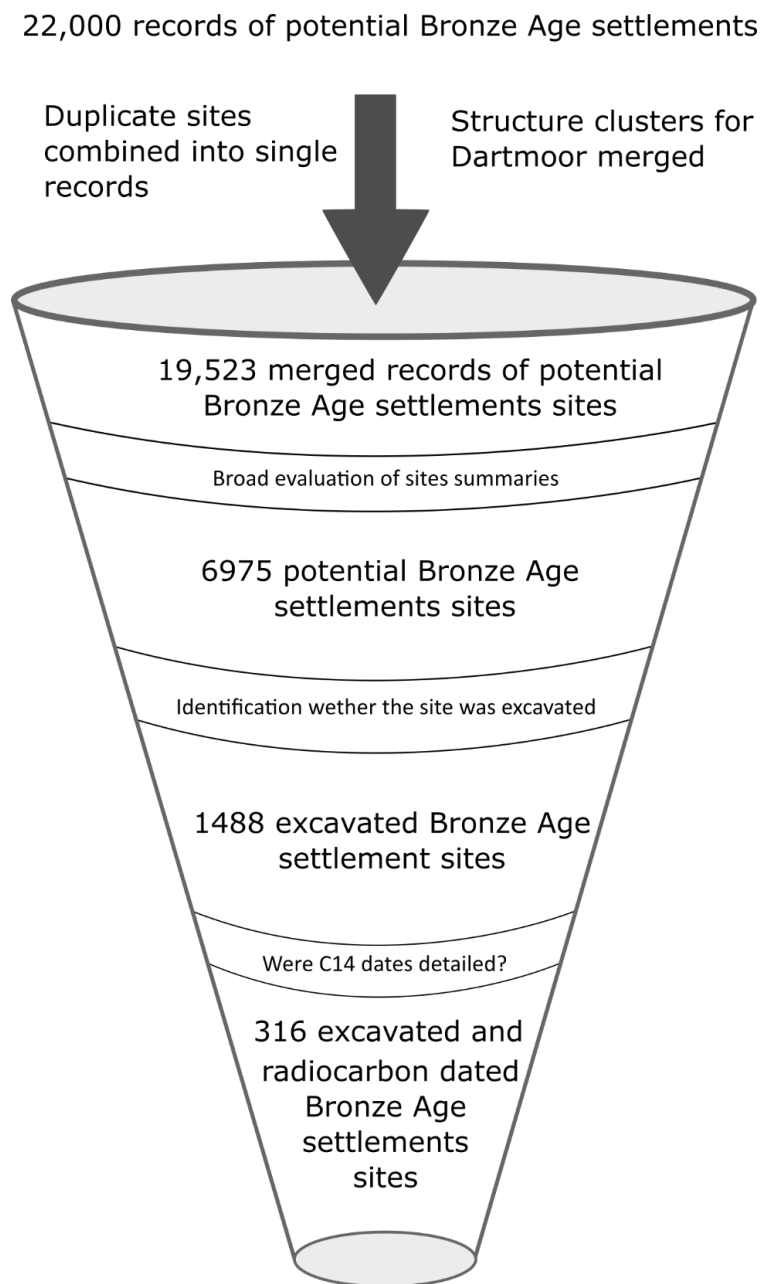 22,000 records of potential Bronze Age settlements
Duplicate sites
combined into single
records
Structure clusters for
Dartmoor merged
19,523 merged records of potential
Bronze Age settlements sites
Broad evaluation of sites summaries
6975 potential Bronze Age
settlements sites
Identification wether the site was excavated
1488 excavated Bronze Age
settlement sites
Were C14 dates detailed?
316 excavated and
radiocarbon dated
Bronze Age
settlements
sites